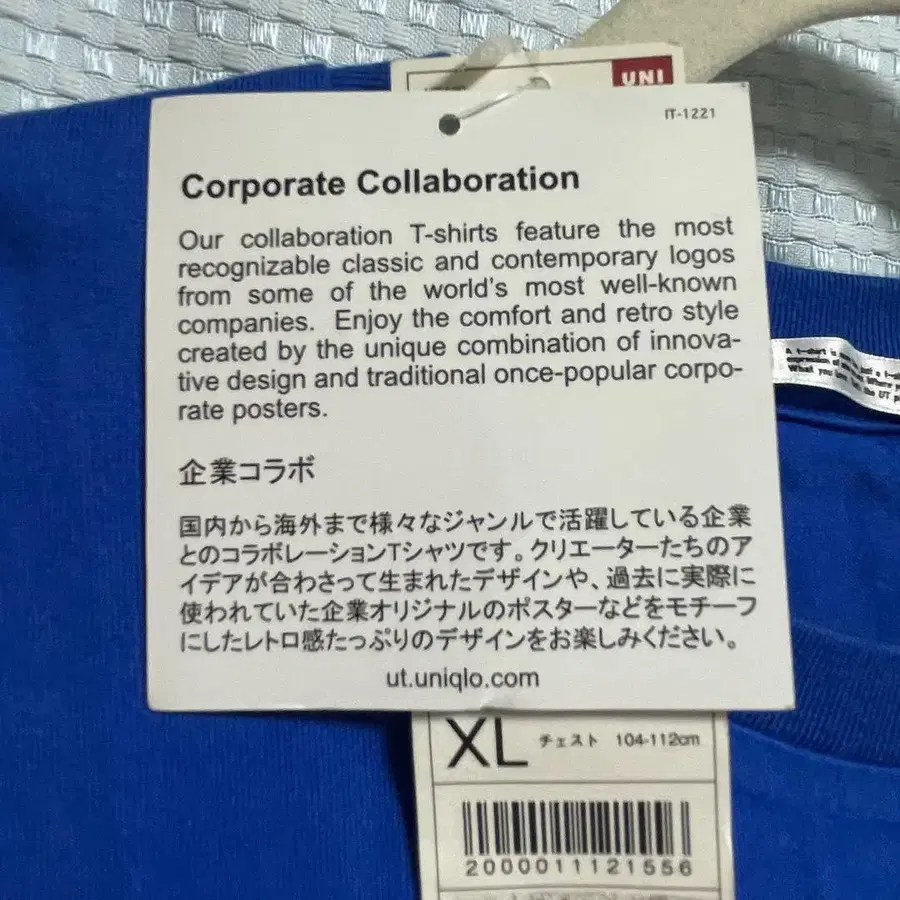 UNI
IT-1221
Corporate Collaboration
Our collaboration T-shirts feature the most
recognizable classic and contemporary logos
from some of the world's most well-known
companies. Enjoy the comfort and retro style
created by the unique combination of innova-
tive design and traditional once-popular corpo-
rate posters.
企業コラボ
国内から海外まで様々なジャンルで活躍している企業
とのコラボレーションTシャツです。クリエーターたちのア
イデアが合わさって生まれたデザインや、過去に実際に
使われていた企業オリジナルのポスターなどをモチーフ
にしたレトロ感たっぷりのデザインをお楽しみください。
ut.uniqlo.com
a t-shirt is
expression of
What you
the UT
XL チェスト 104-112cm
2000011121556